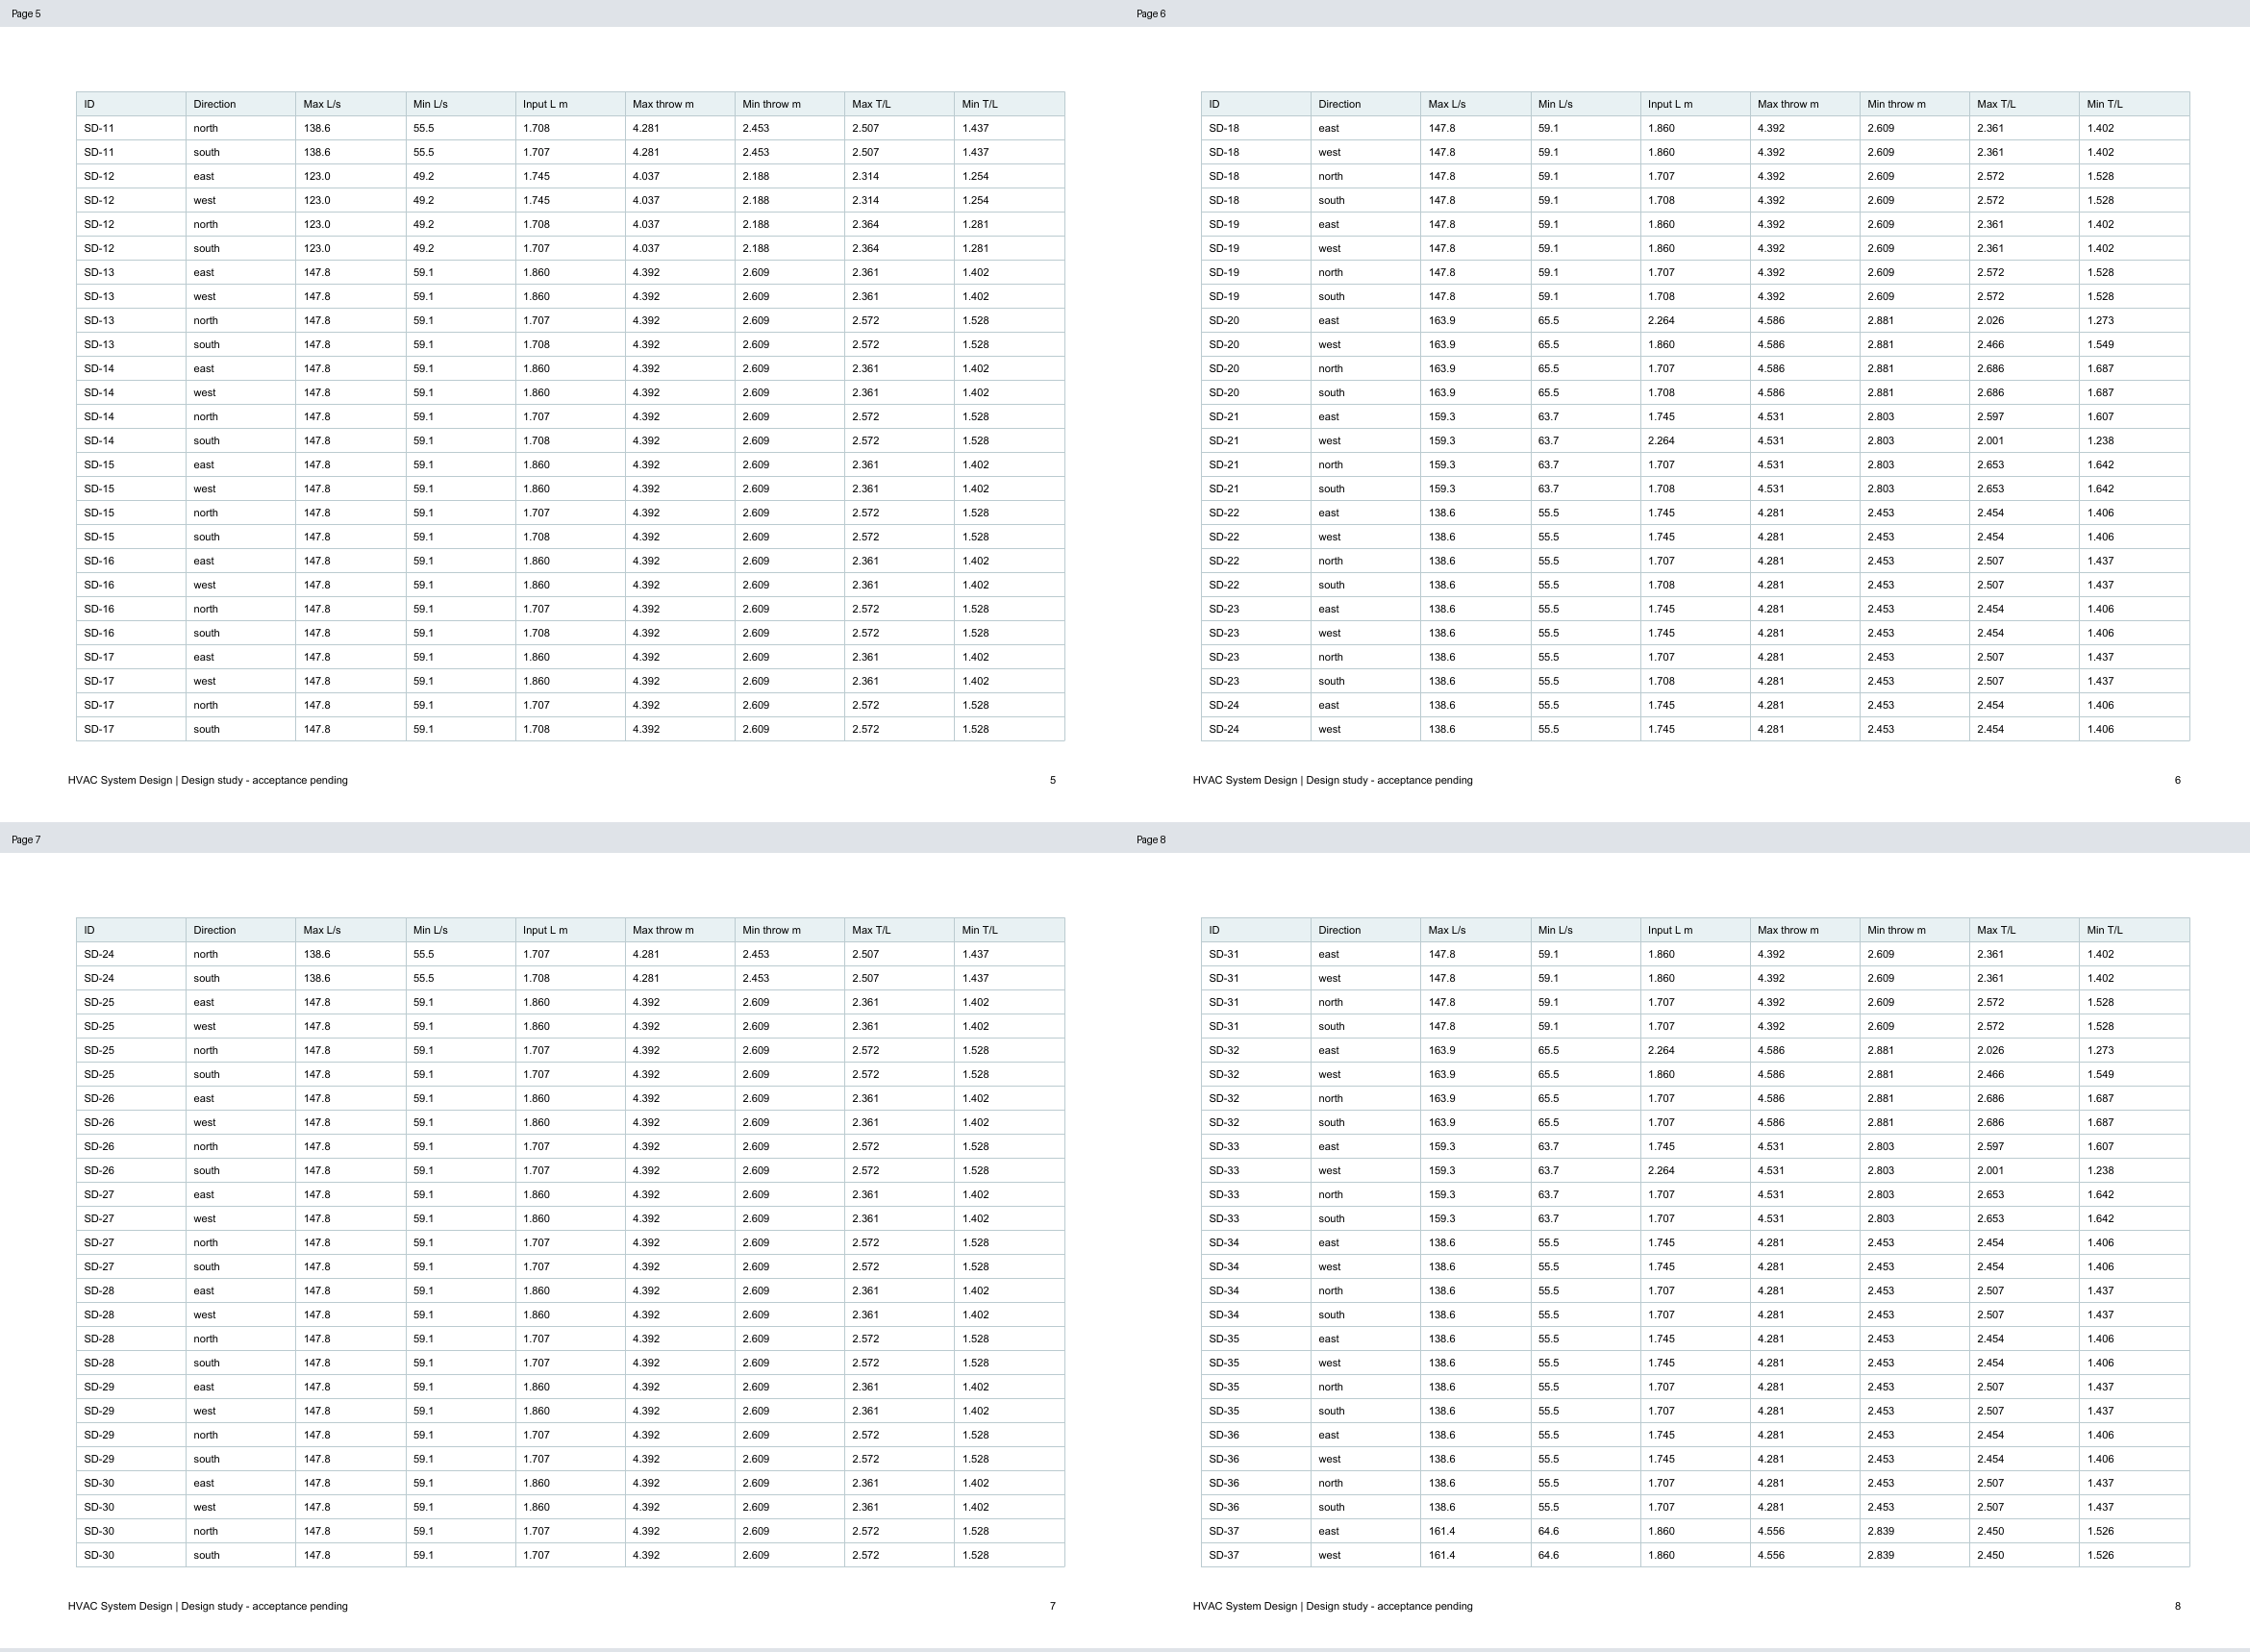 Page 5
ID Direction Max L/s Min L/s Input L m Max throw m Min throw m Max T/L Min T/L
SD-11 north 138.6 55.5 1.708 4.281 2.453 2.507 1.437
SD-11 south 138.6 55.5 1.707 4.281 2.453 2.507 1.437
SD-12 east 123.0 49.2 1.745 4.037 2.188 2.314 1.254
SD-12 west 123.0 49.2 1.745 4.037 2.188 2.314 1.254
SD-12 north 123.0 49.2 1.708 4.037 2.188 2.364 1.281
SD-12 south 123.0 49.2 1.707 4.037 2.188 2.364 1.281
SD-13 east 147.8 59.1 1.860 4.392 2.609 2.361 1.402
SD-13 west 147.8 59.1 1.860 4.392 2.609 2.361 1.402
SD-13 north 147.8 59.1 1.707 4.392 2.609 2.572 1.528
SD-13 south 147.8 59.1 1.708 4.392 2.609 2.572 1.528
SD-14 east 147.8 59.1 1.860 4.392 2.609 2.361 1.402
SD-14 west 147.8 59.1 1.860 4.392 2.609 2.361 1.402
SD-14 north 147.8 59.1 1.707 4.392 2.609 2.572 1.528
SD-14 south 147.8 59.1 1.708 4.392 2.609 2.572 1.528
SD-15 east 147.8 59.1 1.860 4.392 2.609 2.361 1.402
SD-15 west 147.8 59.1 1.860 4.392 2.609 2.361 1.402
SD-15 north 147.8 59.1 1.707 4.392 2.609 2.572 1.528
SD-15 south 147.8 59.1 1.708 4.392 2.609 2.572 1.528
SD-16 east 147.8 59.1 1.860 4.392 2.609 2.361 1.402
SD-16 west 147.8 59.1 1.860 4.392 2.609 2.361 1.402
SD-16 north 147.8 59.1 1.707 4.392 2.609 2.572 1.528
SD-16 south 147.8 59.1 1.708 4.392 2.609 2.572 1.528
SD-17 east 147.8 59.1 1.860 4.392 2.609 2.361 1.402
SD-17 west 147.8 59.1 1.860 4.392 2.609 2.361 1.402
SD-17 north 147.8 59.1 1.707 4.392 2.609 2.572 1.528
SD-17 south 147.8 59.1 1.708 4.392 2.609 2.572 1.528
HVAC System Design | Design study - acceptance pending 5
Page 6
ID Direction Max L/s Min L/s Input L m Max throw m Min throw m Max T/L Min T/L
SD-18 east 147.8 59.1 1.860 4.392 2.609 2.361 1.402
SD-18 west 147.8 59.1 1.860 4.392 2.609 2.361 1.402
SD-18 north 147.8 59.1 1.707 4.392 2.609 2.572 1.528
SD-18 south 147.8 59.1 1.708 4.392 2.609 2.572 1.528
SD-19 east 147.8 59.1 1.860 4.392 2.609 2.361 1.402
SD-19 west 147.8 59.1 1.860 4.392 2.609 2.361 1.402
SD-19 north 147.8 59.1 1.707 4.392 2.609 2.572 1.528
SD-19 south 147.8 59.1 1.708 4.392 2.609 2.572 1.528
SD-20 east 163.9 65.5 2.264 4.586 2.881 2.026 1.273
SD-20 west 163.9 65.5 1.860 4.586 2.881 2.466 1.549
SD-20 north 163.9 65.5 1.707 4.586 2.881 2.686 1.687
SD-20 south 163.9 65.5 1.708 4.586 2.881 2.686 1.687
SD-21 east 159.3 63.7 1.745 4.531 2.803 2.597 1.607
SD-21 west 159.3 63.7 2.264 4.531 2.803 2.001 1.238
SD-21 north 159.3 63.7 1.707 4.531 2.803 2.653 1.642
SD-21 south 159.3 63.7 1.708 4.531 2.803 2.653 1.642
SD-22 east 138.6 55.5 1.745 4.281 2.453 2.454 1.406
SD-22 west 138.6 55.5 1.745 4.281 2.453 2.454 1.406
SD-22 north 138.6 55.5 1.707 4.281 2.453 2.507 1.437
SD-22 south 138.6 55.5 1.708 4.281 2.453 2.507 1.437
SD-23 east 138.6 55.5 1.745 4.281 2.453 2.454 1.406
SD-23 west 138.6 55.5 1.745 4.281 2.453 2.454 1.406
SD-23 north 138.6 55.5 1.707 4.281 2.453 2.507 1.437
SD-23 south 138.6 55.5 1.708 4.281 2.453 2.507 1.437
SD-24 east 138.6 55.5 1.745 4.281 2.453 2.454 1.406
SD-24 west 138.6 55.5 1.745 4.281 2.453 2.454 1.406
HVAC System Design | Design study - acceptance pending 6
Page 7
ID Direction Max L/s Min L/s Input L m Max throw m Min throw m Max T/L Min T/L
SD-24 north 138.6 55.5 1.707 4.281 2.453 2.507 1.437
SD-24 south 138.6 55.5 1.708 4.281 2.453 2.507 1.437
SD-25 east 147.8 59.1 1.860 4.392 2.609 2.361 1.402
SD-25 west 147.8 59.1 1.860 4.392 2.609 2.361 1.402
SD-25 north 147.8 59.1 1.707 4.392 2.609 2.572 1.528
SD-25 south 147.8 59.1 1.707 4.392 2.609 2.572 1.528
SD-26 east 147.8 59.1 1.860 4.392 2.609 2.361 1.402
SD-26 west 147.8 59.1 1.860 4.392 2.609 2.361 1.402
SD-26 north 147.8 59.1 1.707 4.392 2.609 2.572 1.528
SD-26 south 147.8 59.1 1.707 4.392 2.609 2.572 1.528
SD-27 east 147.8 59.1 1.860 4.392 2.609 2.361 1.402
SD-27 west 147.8 59.1 1.860 4.392 2.609 2.361 1.402
SD-27 north 147.8 59.1 1.707 4.392 2.609 2.572 1.528
SD-27 south 147.8 59.1 1.707 4.392 2.609 2.572 1.528
SD-28 east 147.8 59.1 1.860 4.392 2.609 2.361 1.402
SD-28 west 147.8 59.1 1.860 4.392 2.609 2.361 1.402
SD-28 north 147.8 59.1 1.707 4.392 2.609 2.572 1.528
SD-28 south 147.8 59.1 1.707 4.392 2.609 2.572 1.528
SD-29 east 147.8 59.1 1.860 4.392 2.609 2.361 1.402
SD-29 west 147.8 59.1 1.860 4.392 2.609 2.361 1.402
SD-29 north 147.8 59.1 1.707 4.392 2.609 2.572 1.528
SD-29 south 147.8 59.1 1.707 4.392 2.609 2.572 1.528
SD-30 east 147.8 59.1 1.860 4.392 2.609 2.361 1.402
SD-30 west 147.8 59.1 1.860 4.392 2.609 2.361 1.402
SD-30 north 147.8 59.1 1.707 4.392 2.609 2.572 1.528
SD-30 south 147.8 59.1 1.707 4.392 2.609 2.572 1.528
HVAC System Design | Design study - acceptance pending 7
Page 8
ID Direction Max L/s Min L/s Input L m Max throw m Min throw m Max T/L Min T/L
SD-31 east 147.8 59.1 1.860 4.392 2.609 2.361 1.402
SD-31 west 147.8 59.1 1.860 4.392 2.609 2.361 1.402
SD-31 north 147.8 59.1 1.707 4.392 2.609 2.572 1.528
SD-31 south 147.8 59.1 1.707 4.392 2.609 2.572 1.528
SD-32 east 163.9 65.5 2.264 4.586 2.881 2.026 1.273
SD-32 west 163.9 65.5 1.860 4.586 2.881 2.466 1.549
SD-32 north 163.9 65.5 1.707 4.586 2.881 2.686 1.687
SD-32 south 163.9 65.5 1.707 4.586 2.881 2.686 1.687
SD-33 east 159.3 63.7 1.745 4.531 2.803 2.597 1.607
SD-33 west 159.3 63.7 2.264 4.531 2.803 2.001 1.238
SD-33 north 159.3 63.7 1.707 4.531 2.803 2.653 1.642
SD-33 south 159.3 63.7 1.707 4.531 2.803 2.653 1.642
SD-34 east 138.6 55.5 1.745 4.281 2.453 2.454 1.406
SD-34 west 138.6 55.5 1.745 4.281 2.453 2.454 1.406
SD-34 north 138.6 55.5 1.707 4.281 2.453 2.507 1.437
SD-34 south 138.6 55.5 1.707 4.281 2.453 2.507 1.437
SD-35 east 138.6 55.5 1.745 4.281 2.453 2.454 1.406
SD-35 west 138.6 55.5 1.745 4.281 2.453 2.454 1.406
SD-35 north 138.6 55.5 1.707 4.281 2.453 2.507 1.437
SD-35 south 138.6 55.5 1.707 4.281 2.453 2.507 1.437
SD-36 east 138.6 55.5 1.745 4.281 2.453 2.454 1.406
SD-36 west 138.6 55.5 1.745 4.281 2.453 2.454 1.406
SD-36 north 138.6 55.5 1.707 4.281 2.453 2.507 1.437
SD-36 south 138.6 55.5 1.707 4.281 2.453 2.507 1.437
SD-37 east 161.4 64.6 1.860 4.556 2.839 2.450 1.526
SD-37 west 161.4 64.6 1.860 4.556 2.839 2.450 1.526
HVAC System Design | Design study - acceptance pending 8